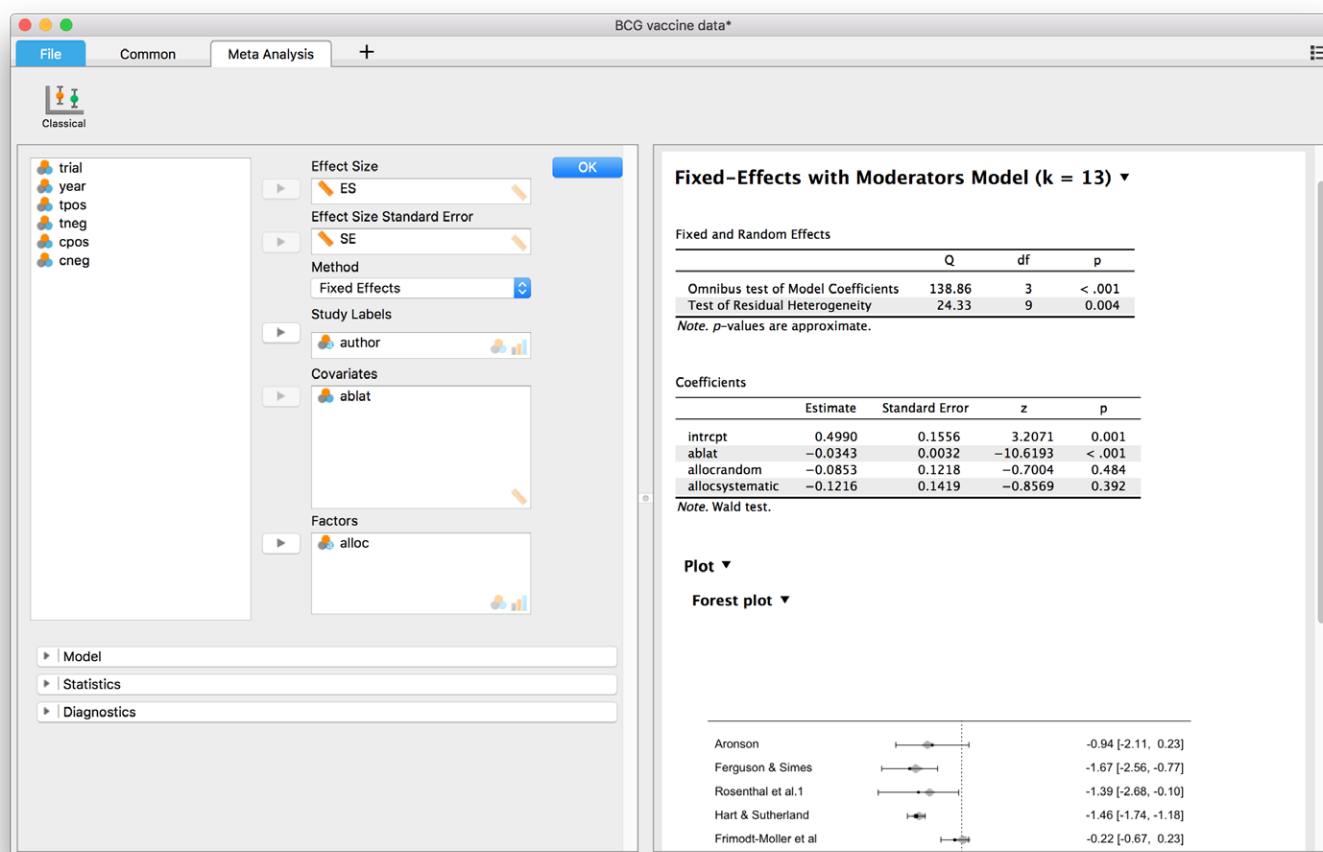 BCG vaccine data*
File Common Meta Analysis +
Classical
trial
year
tpos
tneg
cpos
cneg
Effect Size
ES
Effect Size Standard Error
SE
Method
Fixed Effects
Study Labels
author
Covariates
ablat
Factors
alloc
OK
Model
Statistics
Diagnostics
Fixed-Effects with Moderators Model (k = 13)
Fixed and Random Effects
Q df p
Omnibus test of Model Coefficients 138.86 3 < .001
Test of Residual Heterogeneity 24.33 9 0.004
Note. p-values are approximate.
Coefficients
Estimate Standard Error z p
intrcpt 0.4990 0.1556 3.2071 0.001
ablat −0.0343 0.0032 −10.6193 < .001
allocrandom −0.0853 0.1218 −0.7004 0.484
allocsystematic −0.1216 0.1419 −0.8569 0.392
Note. Wald test.
Plot
Forest plot
Aronson -0.94 [-2.11, 0.23]
Ferguson & Simes -1.67 [-2.56, -0.77]
Rosenthal et al.1 -1.39 [-2.68, -0.10]
Hart & Sutherland -1.46 [-1.74, -1.18]
Frimodt-Moller et al -0.22 [-0.67, 0.23]